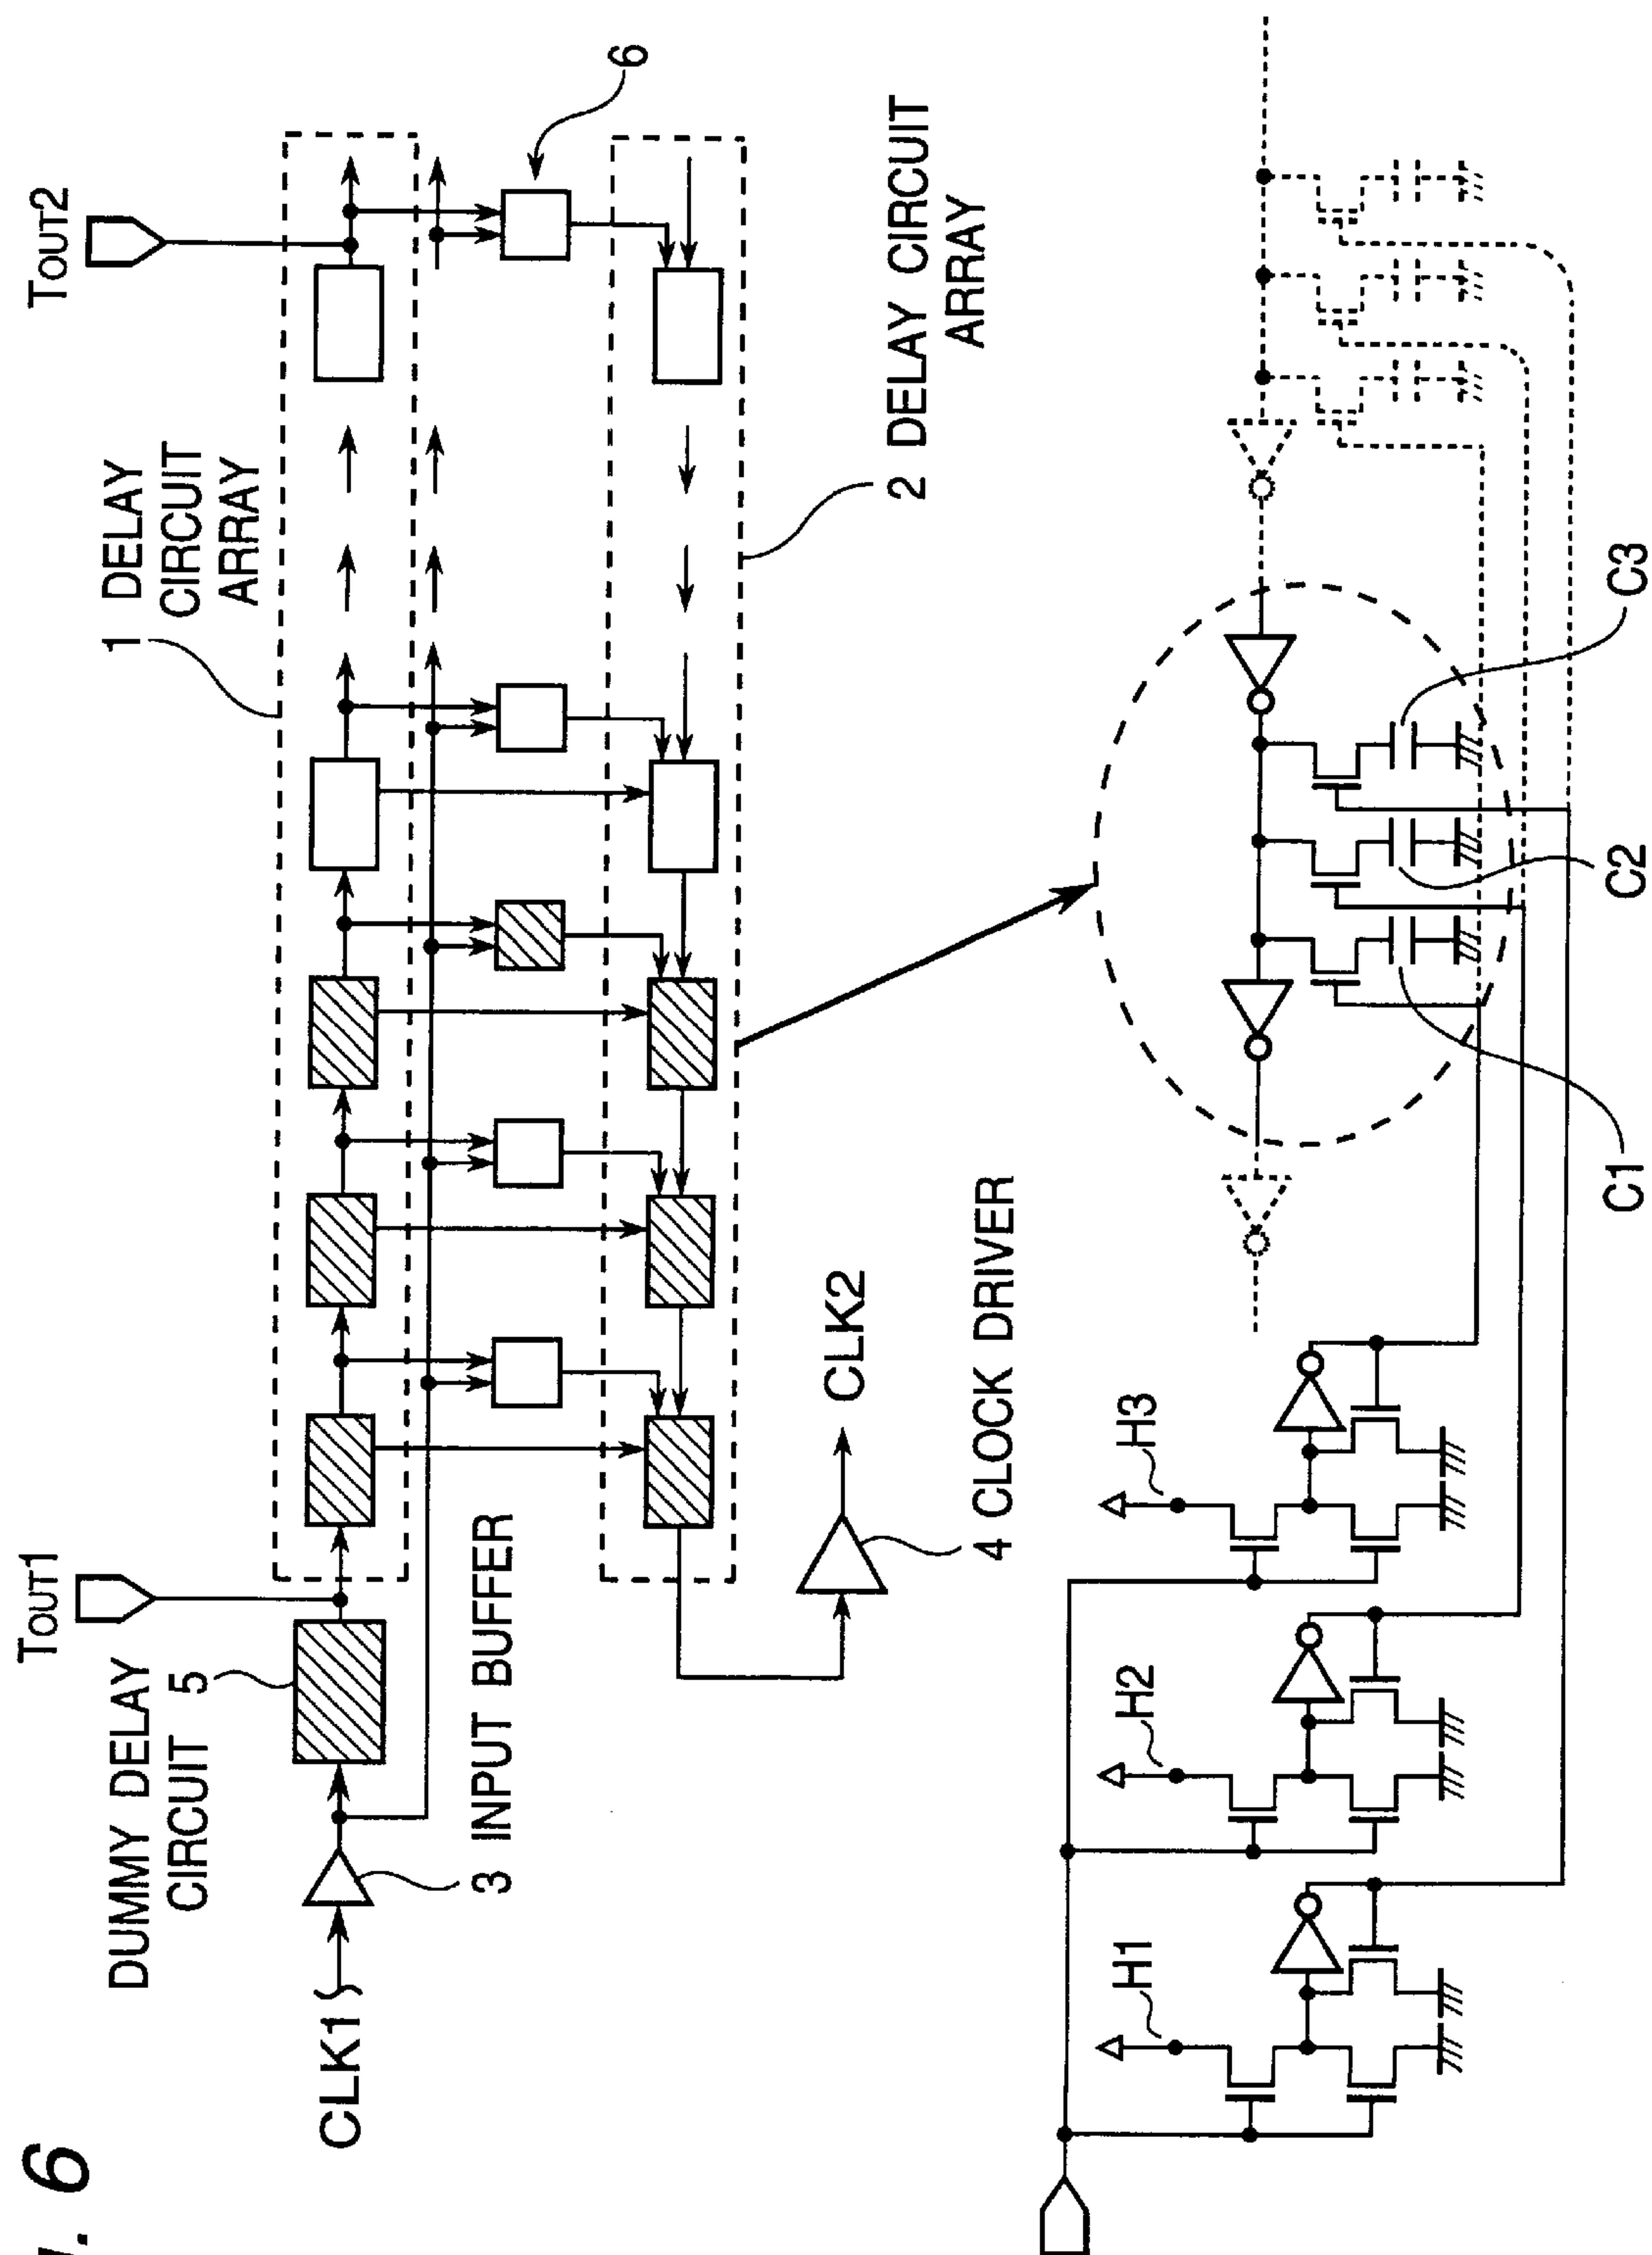 FIG. 6
TOUT1
TOUT2
DUMMY DELAY
CIRCUIT 5
1 DELAY
CIRCUIT
ARRAY
CLK1
3 INPUT BUFFER
6
2 DELAY CIRCUIT
ARRAY
CLK2
4 CLOCK DRIVER
H1
H2
H3
C1
C2
C3